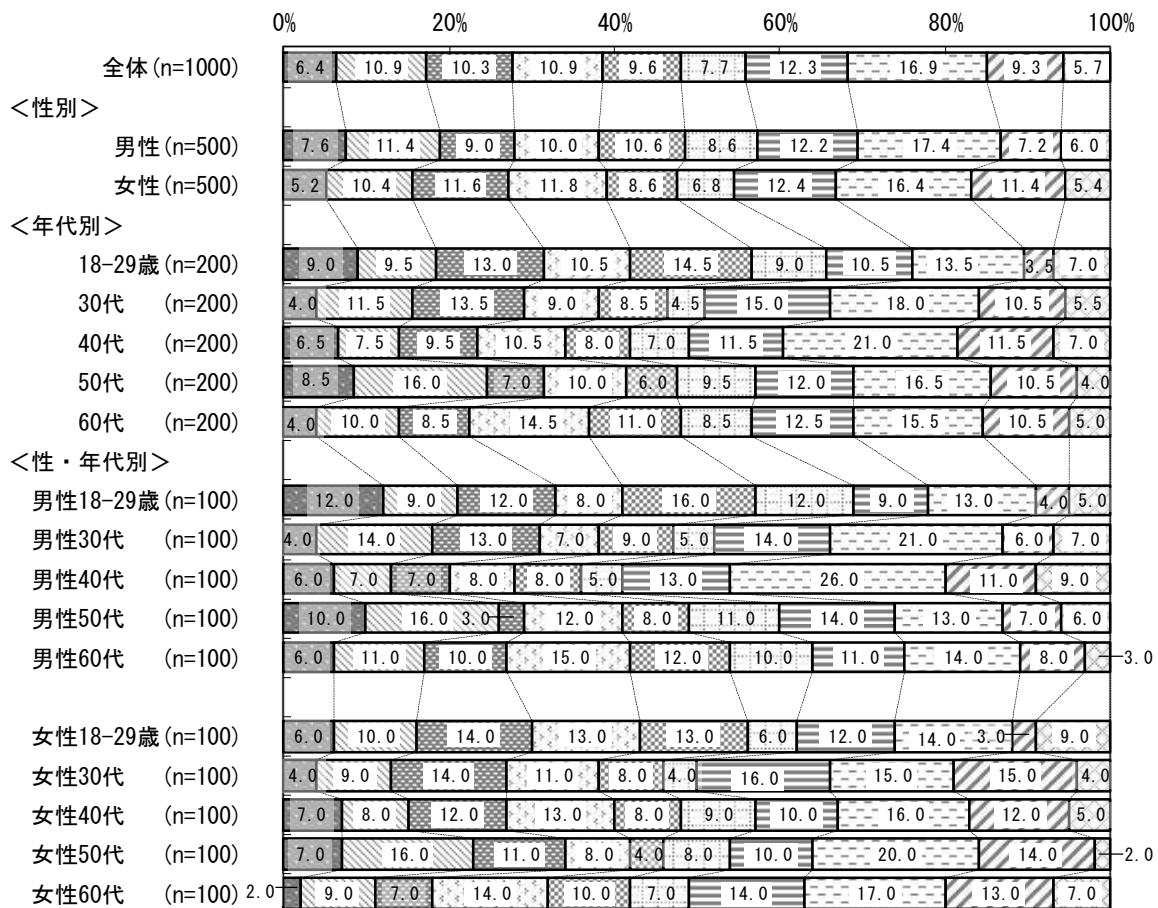 0% 20% 40% 60% 80% 100%
全体(n=1000) 6.4 10.9 10.3 10.9 9.6 7.7 12.3 16.9 9.3 5.7
＜性別＞
男性(n=500) 7.6 11.4 9.0 10.0 10.6 8.6 12.2 17.4 7.2 6.0
女性(n=500) 5.2 10.4 11.6 11.8 8.6 6.8 12.4 16.4 11.4 5.4
＜年代別＞
18-29歳(n=200) 9.0 9.5 13.0 10.5 14.5 9.0 10.5 13.5 3.5 7.0
30代 (n=200) 4.0 11.5 13.5 9.0 8.5 4.5 15.0 18.0 10.5 5.5
40代 (n=200) 6.5 7.5 9.5 10.5 8.0 7.0 11.5 21.0 11.5 7.0
50代 (n=200) 8.5 16.0 7.0 10.0 6.0 9.5 12.0 16.5 10.5 4.0
60代 (n=200) 4.0 10.0 8.5 14.5 11.0 8.5 12.5 15.5 10.5 5.0
＜性・年代別＞
男性18-29歳(n=100) 12.0 9.0 12.0 8.0 16.0 12.0 9.0 13.0 4.0 5.0
男性30代 (n=100) 4.0 14.0 13.0 7.0 9.0 5.0 14.0 21.0 6.0 7.0
男性40代 (n=100) 6.0 7.0 7.0 8.0 8.0 5.0 13.0 26.0 11.0 9.0
男性50代 (n=100) 10.0 16.0 3.0 12.0 8.0 11.0 14.0 13.0 7.0 6.0
男性60代 (n=100) 6.0 11.0 10.0 15.0 12.0 10.0 11.0 14.0 8.0 3.0
女性18-29歳(n=100) 6.0 10.0 14.0 13.0 13.0 6.0 12.0 14.0 3.0 9.0
女性30代 (n=100) 4.0 9.0 14.0 11.0 8.0 4.0 16.0 15.0 15.0 4.0
女性40代 (n=100) 7.0 8.0 12.0 13.0 8.0 9.0 10.0 16.0 12.0 5.0
女性50代 (n=100) 7.0 16.0 11.0 8.0 4.0 8.0 10.0 20.0 14.0 2.0
女性60代 (n=100) 2.0 9.0 7.0 14.0 10.0 7.0 14.0 17.0 13.0 7.0